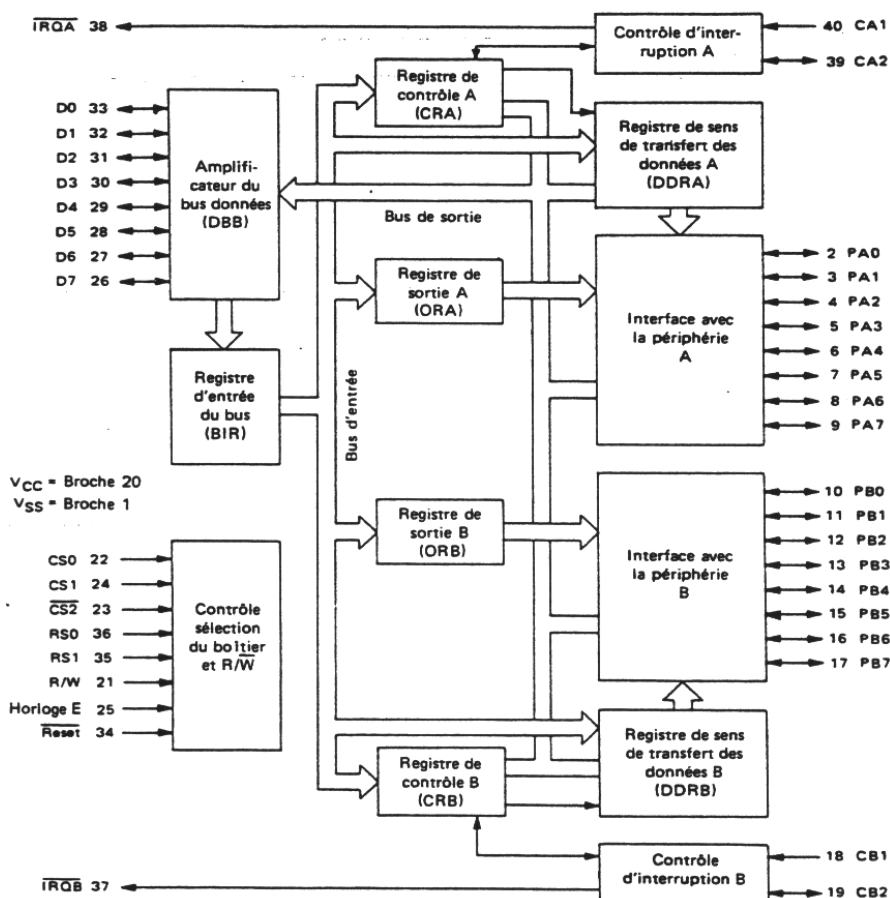 IRQA 38
Contrôle d'inter-
ruption A
40 CA1
39 CA2
Registre de
contrôle A
(CRA)
D0 33
D1 32
D2 31
D3 30
D4 29
D5 28
D6 27
D7 26
Amplifi-
cateur du
bus données
(DBB)
Registre de sens
de transfert des
données A
(DDRA)
Bus de sortie
Registre de
sortie A
(ORA)
Interface avec
la périphérie
A
2 PA0
3 PA1
4 PA2
5 PA3
6 PA4
7 PA5
8 PA6
9 PA7
Registre
d'entrée
du bus
(BIR)
Bus d'entrée
VCC = Broche 20
VSS = Broche 1
Registre de
sortie B
(ORB)
Interface avec
la périphérie
B
10 PB0
11 PB1
12 PB2
13 PB3
14 PB4
15 PB5
16 PB6
17 PB7
CS0 22
CS1 24
CS2 23
RS0 36
RS1 35
R/W 21
Horloge E 25
Reset 34
Contrôle
sélection
du boîtier
et R/W
Registre de
contrôle B
(CRB)
Registre de sens
de transfert des
données B
(DDRB)
Contrôle
d'interruption B
18 CB1
19 CB2
IRQB 37